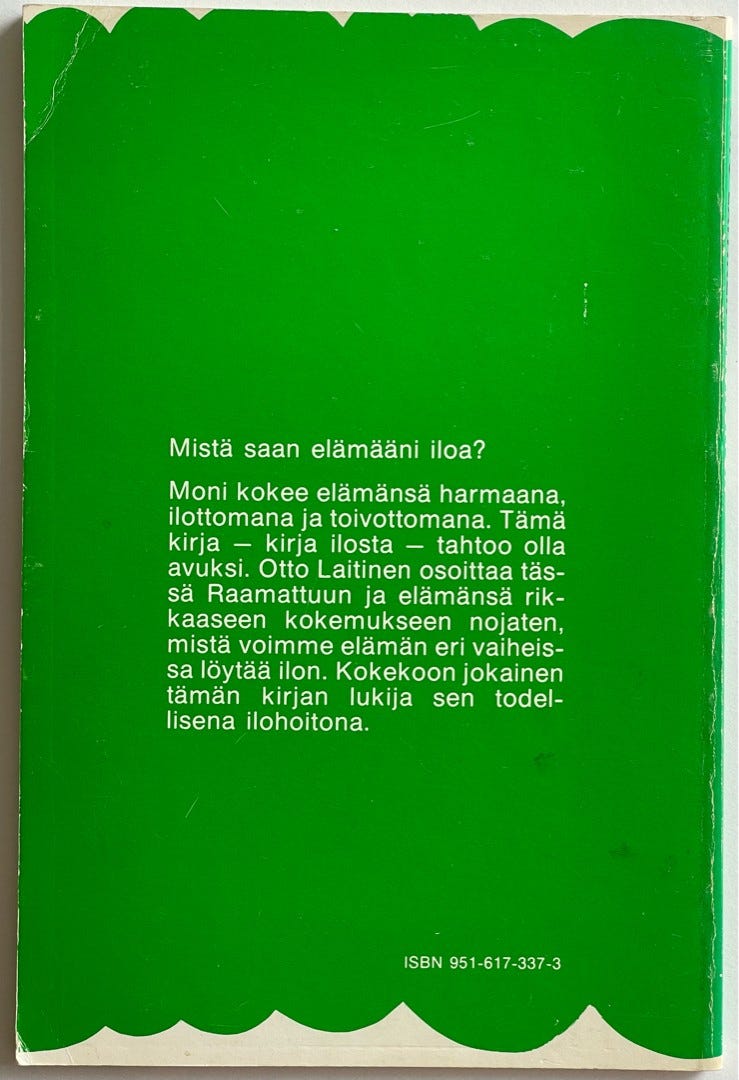 Mistä saan elämääni iloa?
Moni kokee elämänsä harmaana,
ilottomana ja toivottomana. Tämä
kirja — kirja ilosta — tahtoo olla
avuksi. Otto Laitinen osoittaa täs-
sä Raamattuun ja elämänsä rik-
kaaseen kokemukseen nojaten,
mistä voimme elämän eri vaiheis-
sa löytää ilon. Kokekoon jokainen
tämän kirjan lukija sen todel-
lisena ilohoitona.
ISBN 951-617-337-3